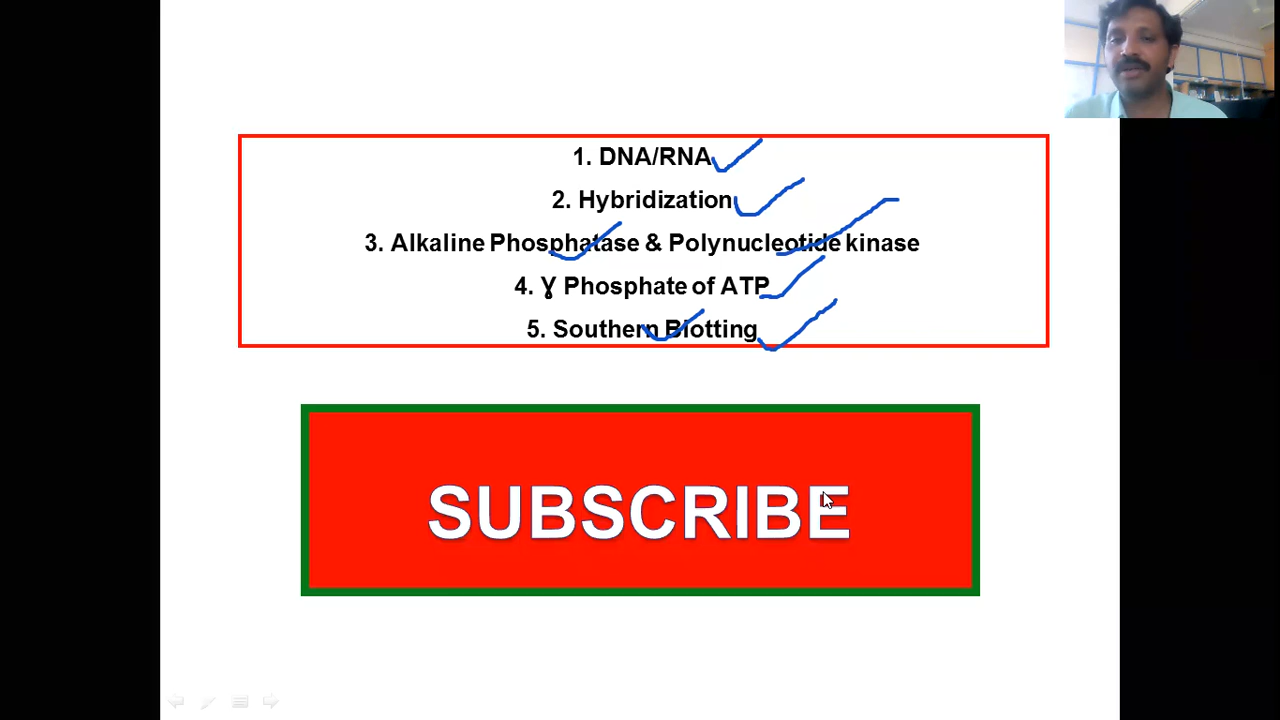 1. DNA/RNA
2. Hybridization
3. Alkaline Phosphatase & Polynucleotide kinase
4. Ɣ Phosphate of ATP
5. Southern Blotting
SUBSCRIBE